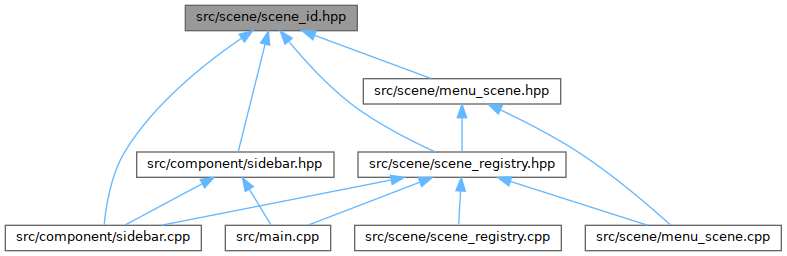 src/scene/scene_id.hpp
src/scene/menu_scene.hpp
src/component/sidebar.hpp
src/scene/scene_registry.hpp
src/component/sidebar.cpp
src/main.cpp
src/scene/scene_registry.cpp
src/scene/menu_scene.cpp